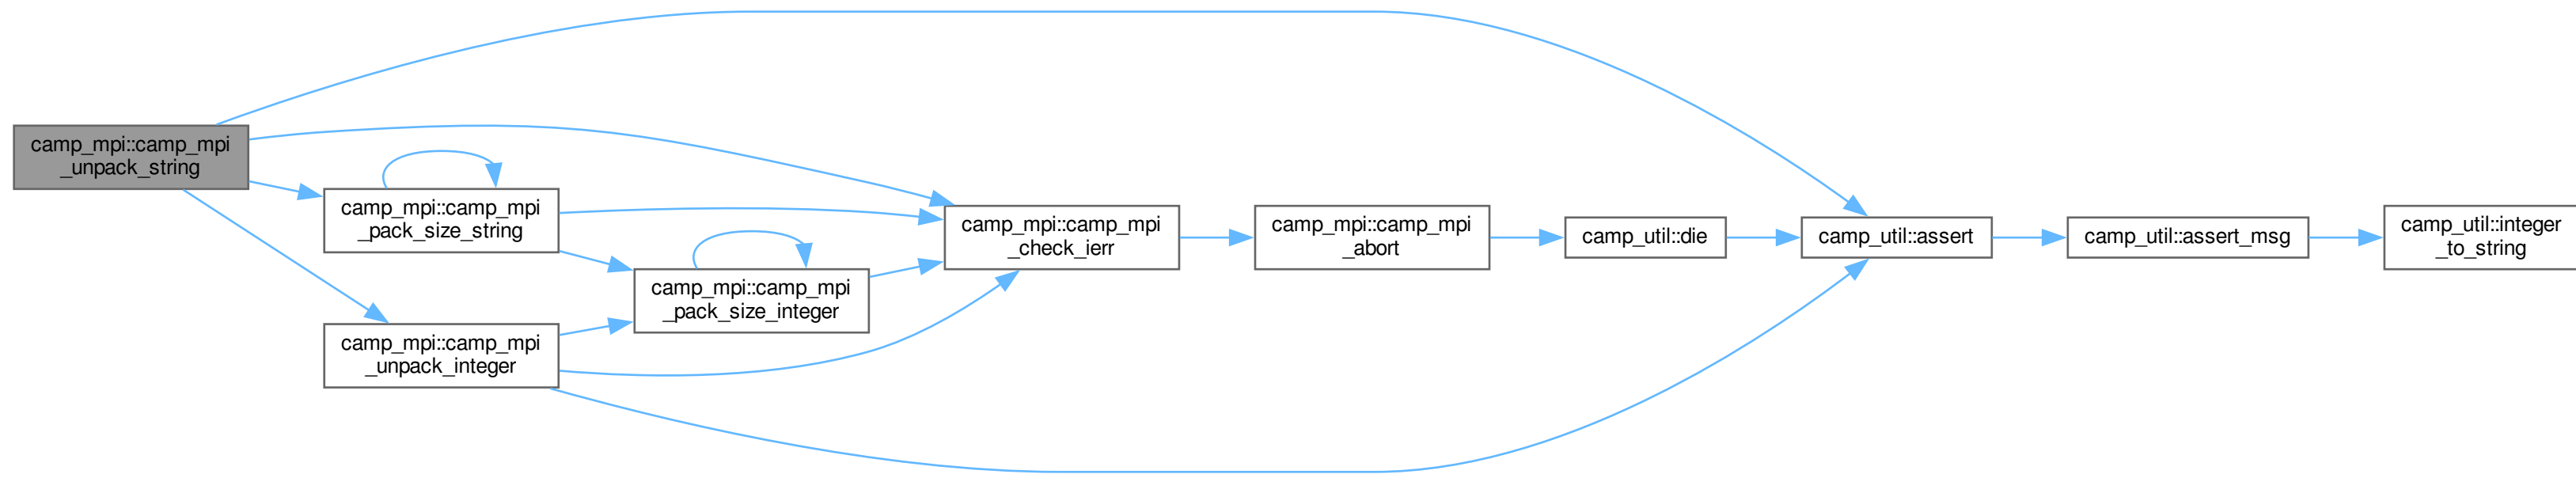 camp_mpi::camp_mpi
_unpack_string
camp_mpi::camp_mpi
_pack_size_string
camp_mpi::camp_mpi
_unpack_integer
camp_mpi::camp_mpi
_pack_size_integer
camp_mpi::camp_mpi
_check_ierr
camp_mpi::camp_mpi
_abort
camp_util::die
camp_util::assert
camp_util::assert_msg
camp_util::integer
_to_string